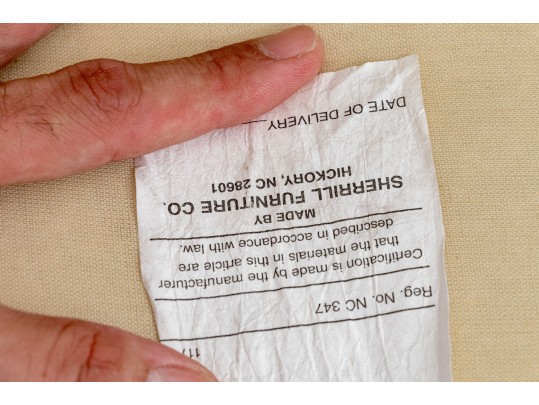 11
Reg. No. NC 347
Certification is made by the manufacturer
that the materials in this article are
described in accordance with law.
MADE BY
SHERRILL FURNITURE CO.
HICKORY, NC 28601
DATE OF DELIVERY